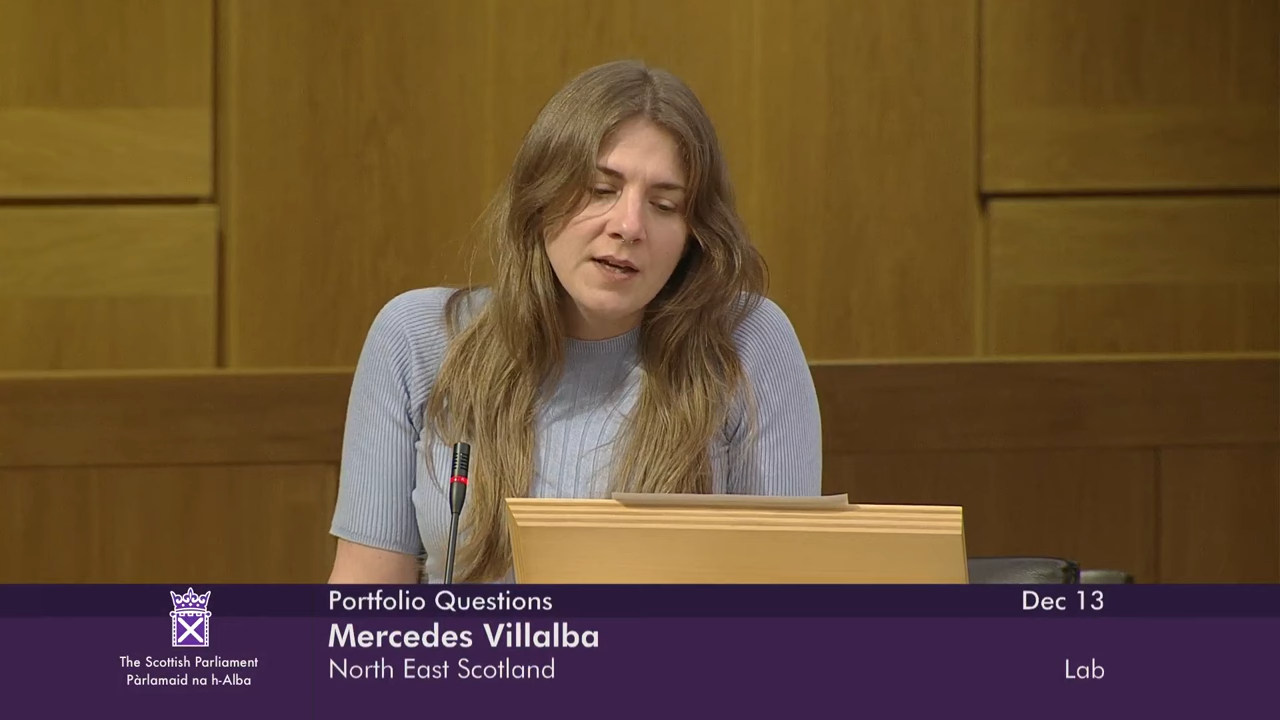 Portfolio Questions
Dec 13
Mercedes Villalba
North East Scotland
Lab
The Scottish Parliament
Pàrlamaid na h-Alba